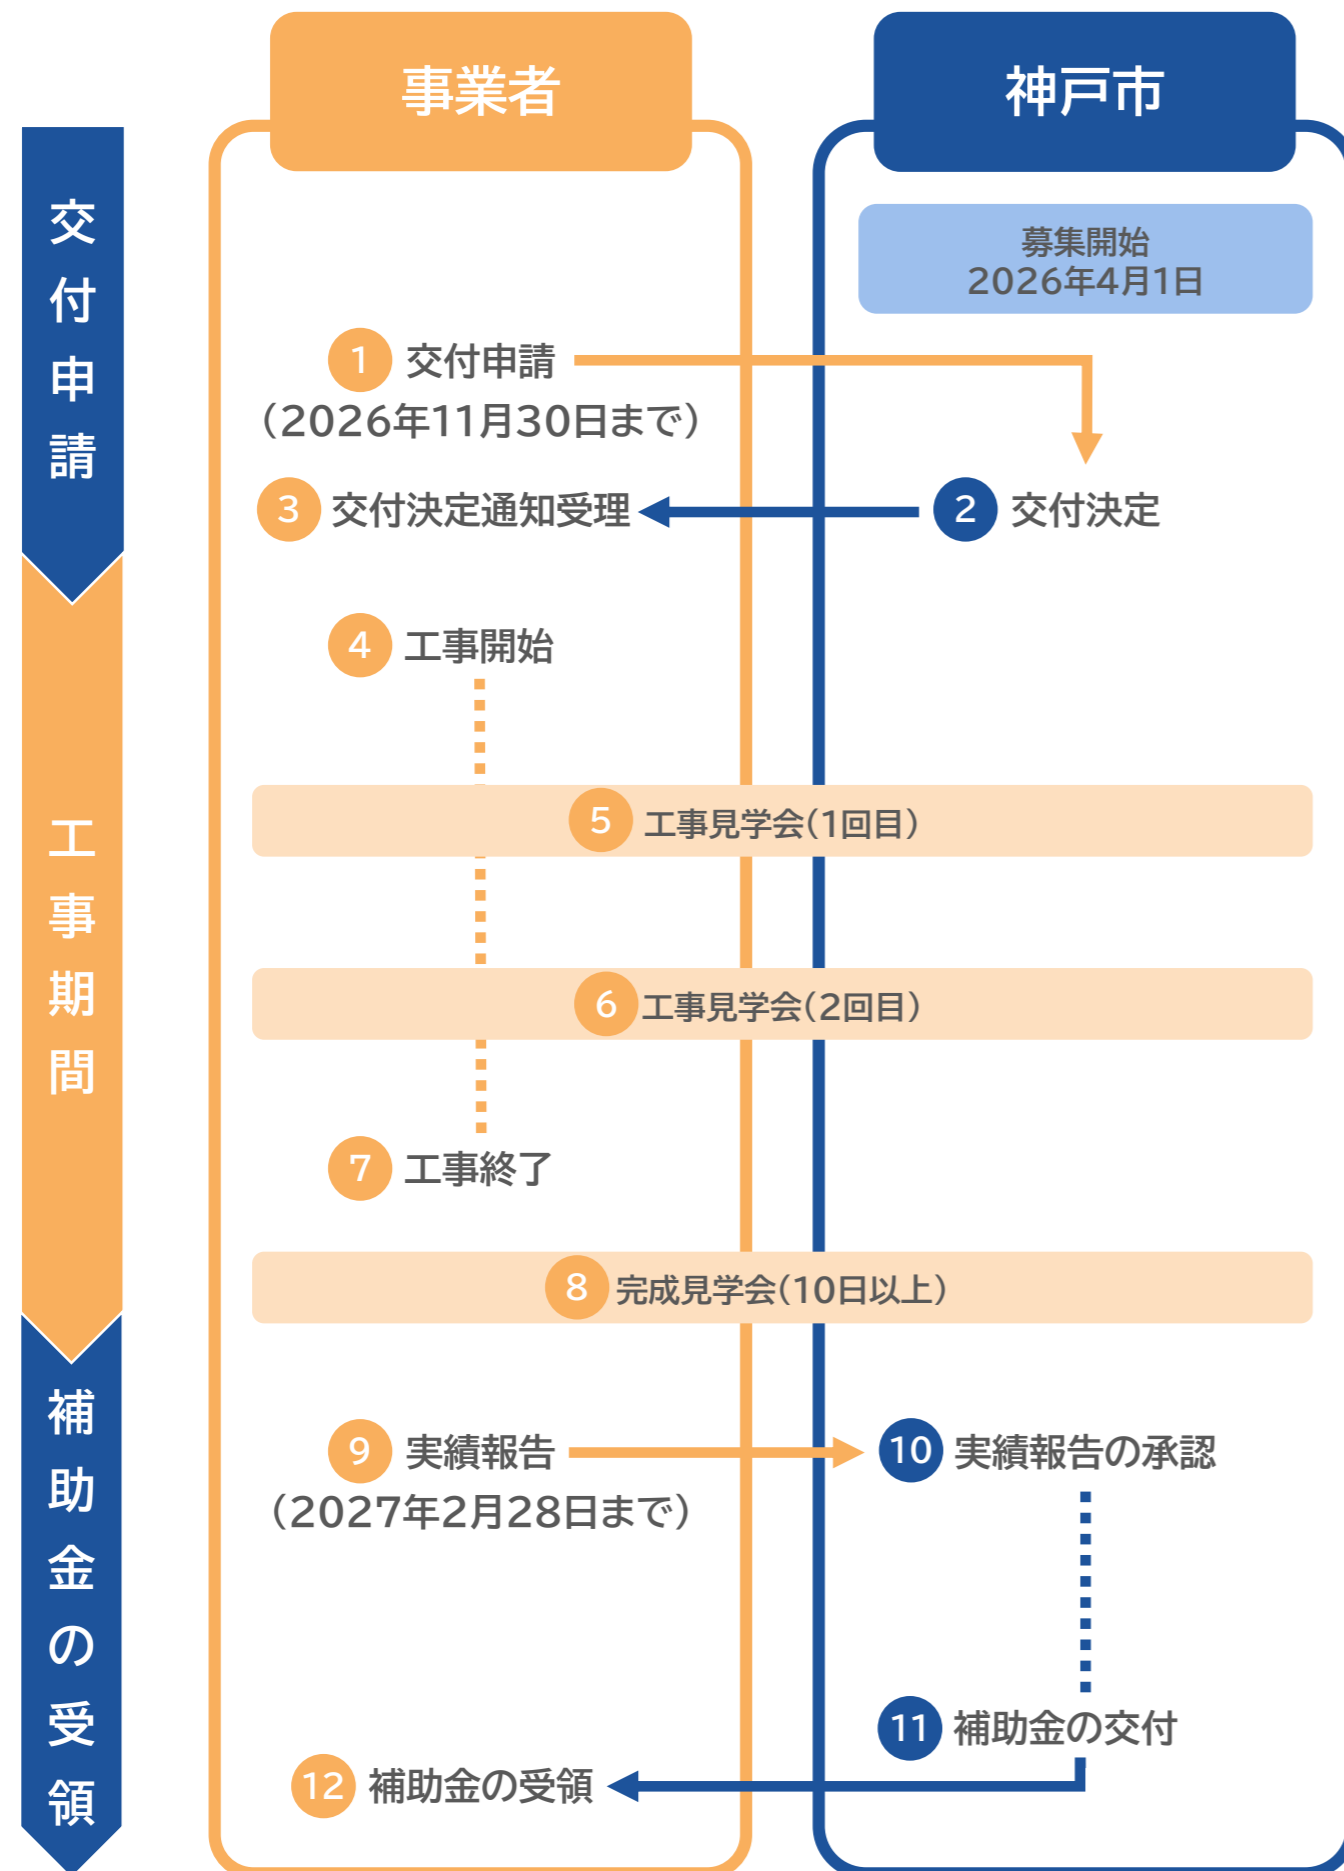 事業者
神戸市
交付申請
募集開始
2026年4月1日
1 交付申請
（2026年11月30日まで）
3 交付決定通知受理
2 交付決定
工事期間
4 工事開始
5 工事見学会（1回目）
6 工事見学会（2回目）
7 工事終了
8 完成見学会（10日以上）
補助金の受領
9 実績報告
（2027年2月28日まで）
10 実績報告の承認
11 補助金の交付
12 補助金の受領